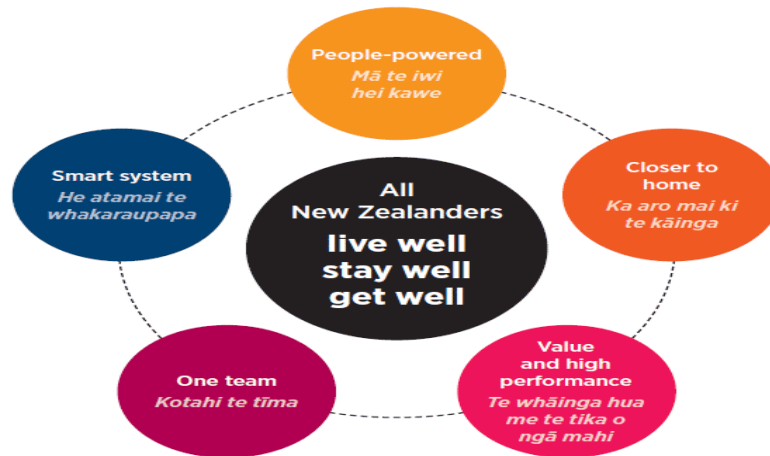 People-powered
Mā te iwi
hei kawe
Smart system
He atamai te
whakaraupapa
Closer to
home
Ka aro mai ki
te kāinga
All
New Zealanders
live well
stay well
get well
One team
Kotahi te tīma
Value
and high
performance
Te whāinga hua
me te tika o
ngā mahi